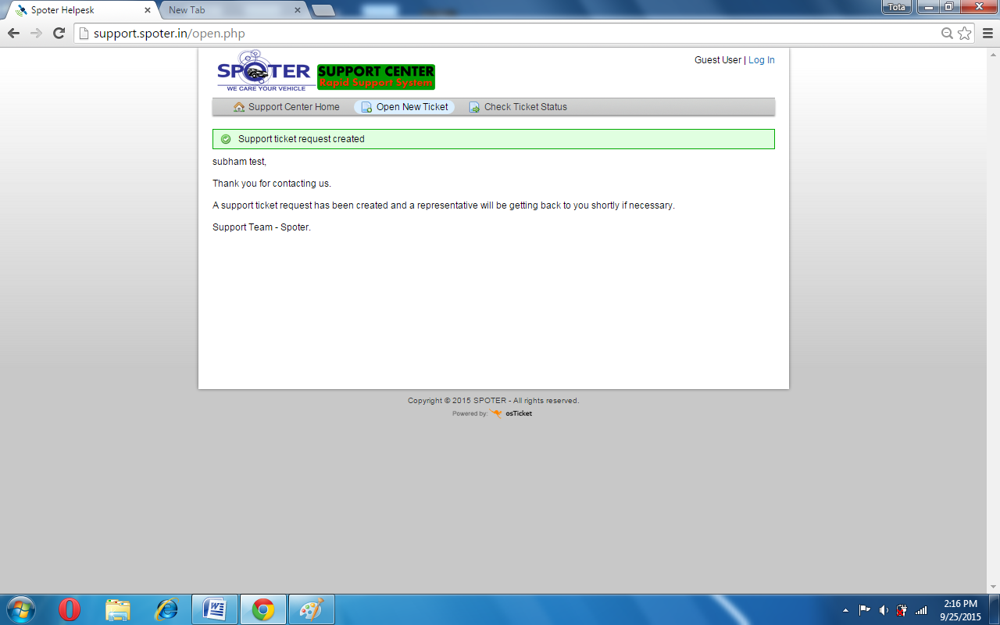 Spoter Helpesk
New Tab
Tota
support.spoter.in/open.php
SPOTER
WE CARE YOUR VEHICLE
SUPPORT CENTER
Rapid Support System
Guest User | Log In
Support Center Home
Open New Ticket
Check Ticket Status
Support ticket request created
subham test,
Thank you for contacting us.
A support ticket request has been created and a representative will be getting back to you shortly if necessary.
Support Team - Spoter.
Copyright © 2015 SPOTER - All rights reserved.
Powered by: osTicket
2:16 PM
9/25/2015